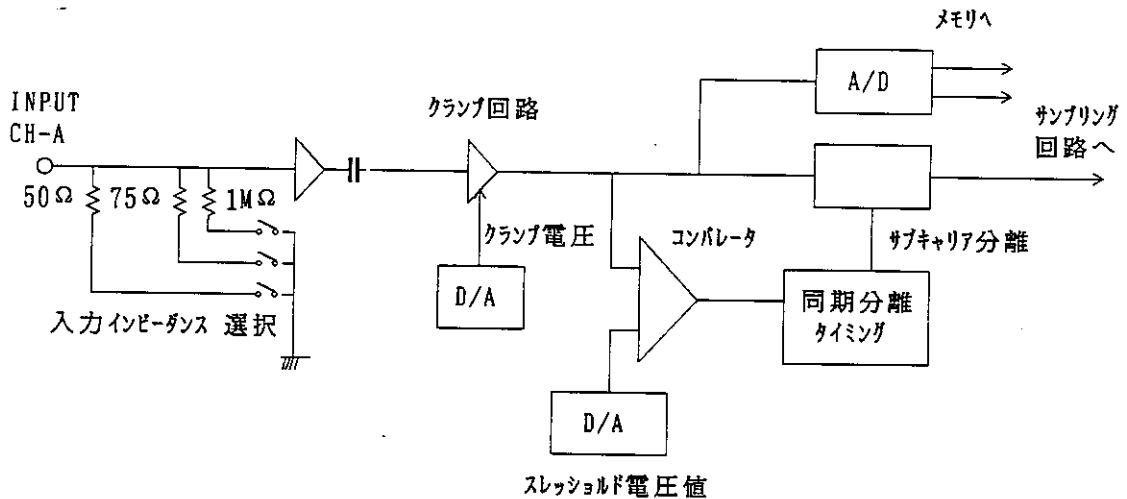 メモリへ
A/D
INPUT
CH-A
クランプ回路
サンプリング
回路へ
50Ω
75Ω
1MΩ
クランプ電圧
コンパレータ
サブキャリア分離
D/A
同期分離
タイミング
入力インピーダンス 選択
D/A
スレッショルド電圧値